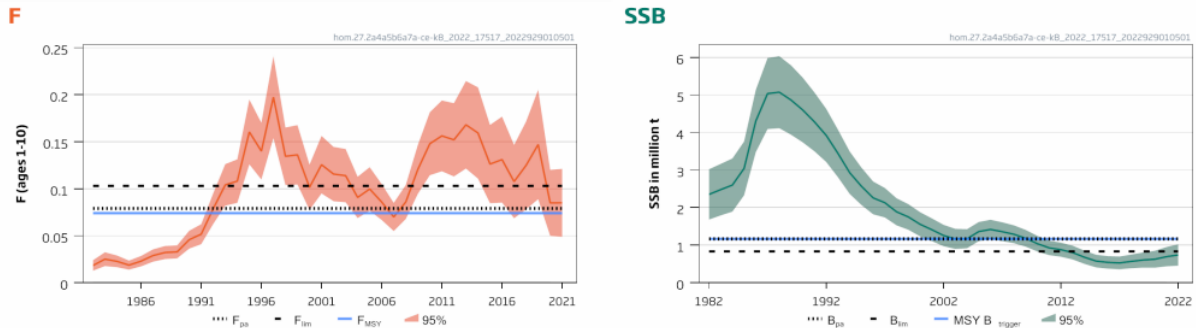 F
hom.27.2a4a5b6a7a-ce-k8_2022_17517_2022929010501
0.25
0.2
0.15
0.1
0.05
0
F (ages 1-10)
1986 1991 1996 2001 2006 2011 2016 2021
Fpa Flim FMSY 95%
SSB
hom.27.2a4a5b6a7a-ce-k8_2022_17517_2022929010501
6
5
4
3
2
1
0
SSB in million t
1982 1992 2002 2012 2022
Bpa Blim MSY B trigger 95%